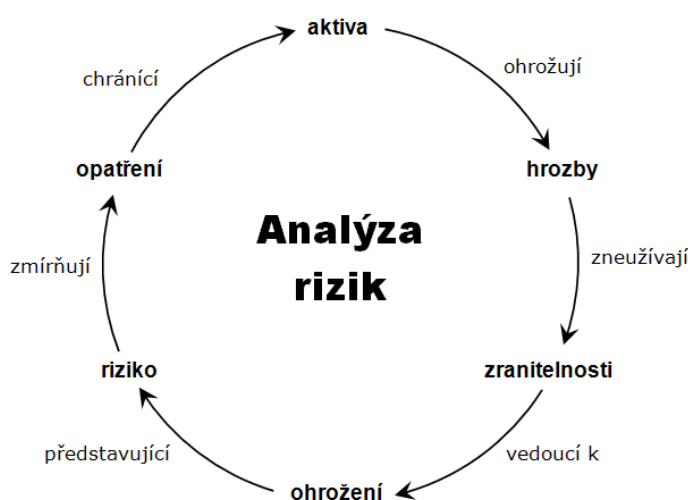 aktiva
ohrožují
hrozby
zneužívají
zranitelnosti
vedoucí k
ohrožení
představující
riziko
zmírňují
opatření
chránící
Analýza
rizik